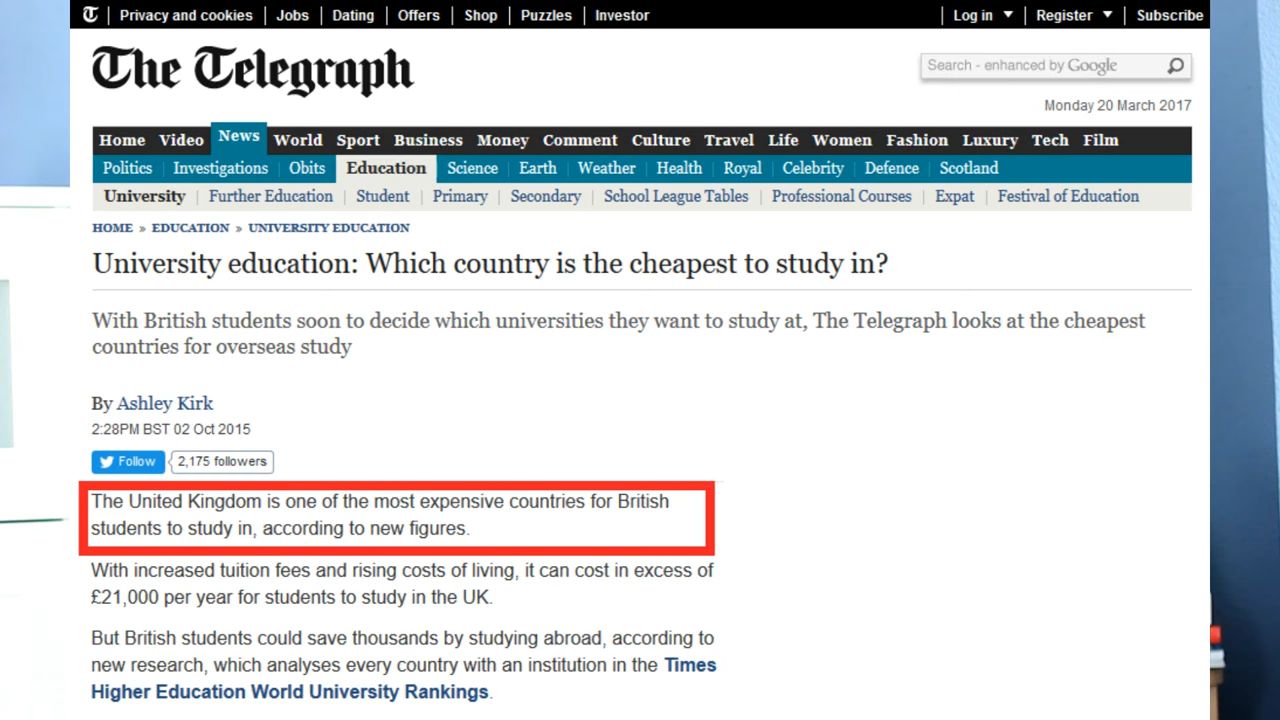 Privacy and cookies Jobs Dating Offers Shop Puzzles Investor Log in Register Subscribe
The Telegraph
Search - enhanced by Google
Monday 20 March 2017
Home Video News World Sport Business Money Comment Culture Travel Life Women Fashion Luxury Tech Film
Politics Investigations Obits Education Science Earth Weather Health Royal Celebrity Defence Scotland
University Further Education Student Primary Secondary School League Tables Professional Courses Expat Festival of Education
HOME » EDUCATION » UNIVERSITY EDUCATION
University education: Which country is the cheapest to study in?
With British students soon to decide which universities they want to study at, The Telegraph looks at the cheapest
countries for overseas study
By Ashley Kirk
2:28PM BST 02 Oct 2015
Follow 2,175 followers
The United Kingdom is one of the most expensive countries for British
students to study in, according to new figures.
With increased tuition fees and rising costs of living, it can cost in excess of
£21,000 per year for students to study in the UK.
But British students could save thousands by studying abroad, according to
new research, which analyses every country with an institution in the Times
Higher Education World University Rankings.